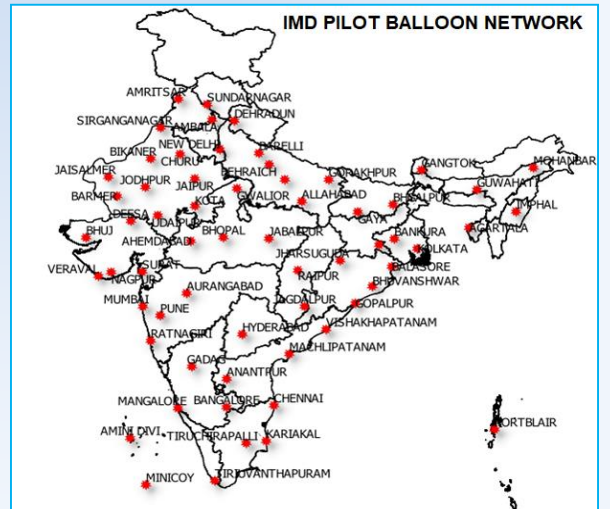 IMD PILOT BALLOON NETWORK
AMRITSAR
SUNDARNAGAR
SIRGANGANAGAR
AMBALA
DEHRADUN
NEW DELHI
BARELLI
BIKANER
CHURU
JAISALMER
JODHPUR
JAIPUR
BEHRAICH
GORAKHPUR
GANGTOK
MOHANBAR
BARMER
KOTA
GWALIOR
ALLAHABAD
BHGALPUR
GUWAHAT
DEESA
UDAIPUR
GAYA
IMPHAL
BHUJ
AHEMDABAD
BHOPAL
JABALPUR
BANKURA
AGARTALA
JHARSUGUDA
KOLKATA
VERAVAL
SURAT
NAGPUR
RAIPUR
BALASORE
BHUVANSHWAR
AURANGABAD
MUMBAI
PUNE
JAGDALPUR
GOPALPUR
RATNAGIRI
HYDERABAD
VISHAKHAPATANAM
MACHLIPATANAM
GADAG
ANANTPUR
MANGALORE
BANGALORE
CHENNAI
AMINI DIVI
TIRUCHIRAPALLI
KARIAKAL
PORTBLAIR
MINICOY
TIRUVANTHAPURAM